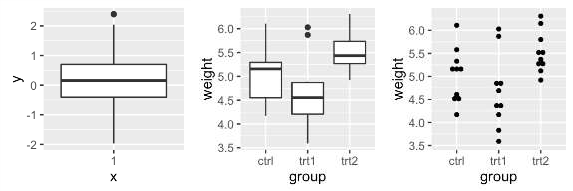 y
2
1
0
-1
-2
1
x
weight
6.0
5.5
5.0
4.5
4.0
3.5
ctrl trt1 trt2
group
weight
6.0
5.5
5.0
4.5
4.0
3.5
ctrl trt1 trt2
group